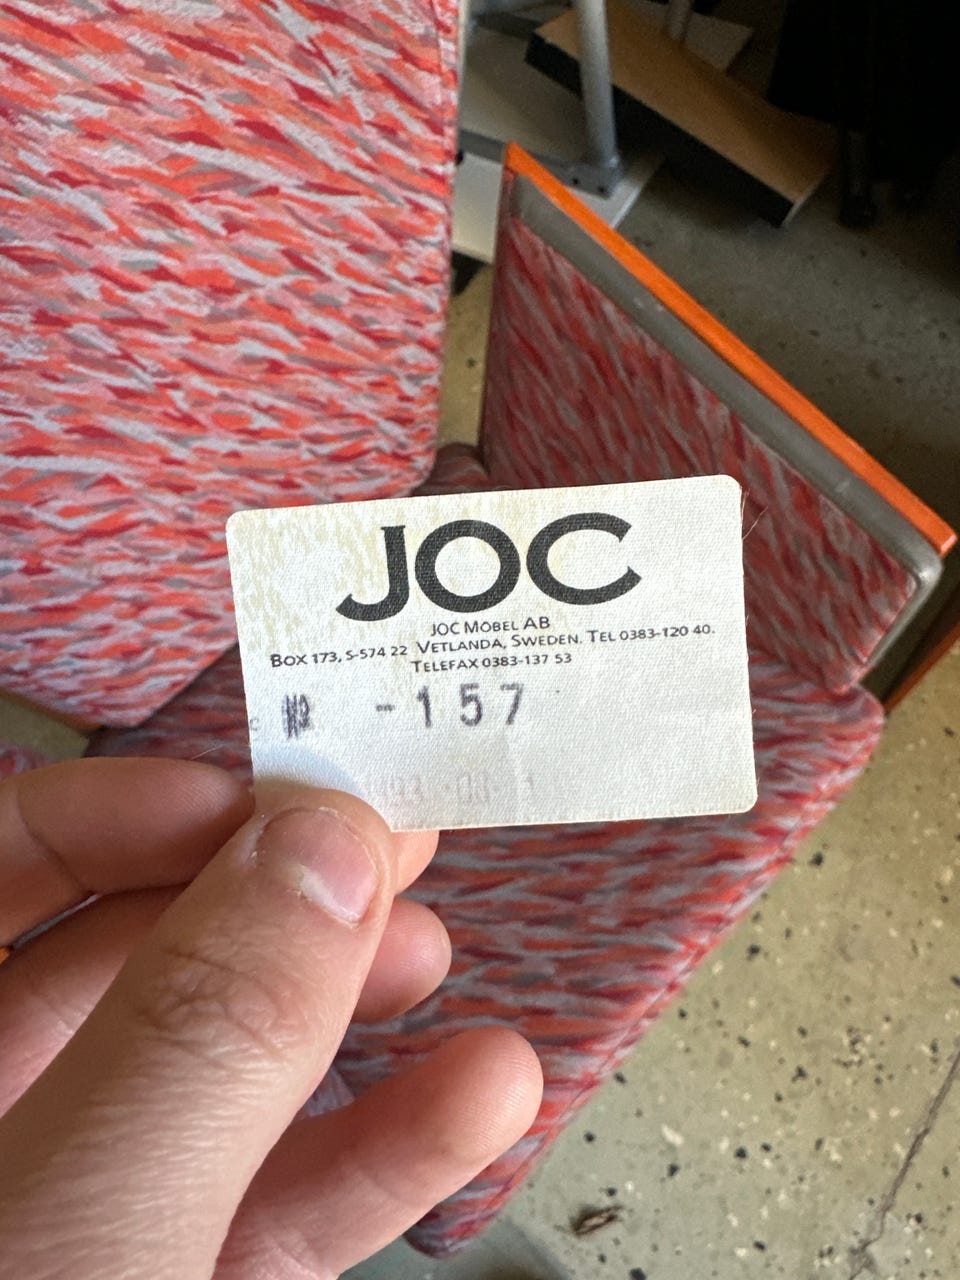 JOC
JOC MÖBEL AB
BOX 173, S-574 22 VETLANDA, SWEDEN. TEL 0383-120 40.
TELEFAX 0383-137 53
-157